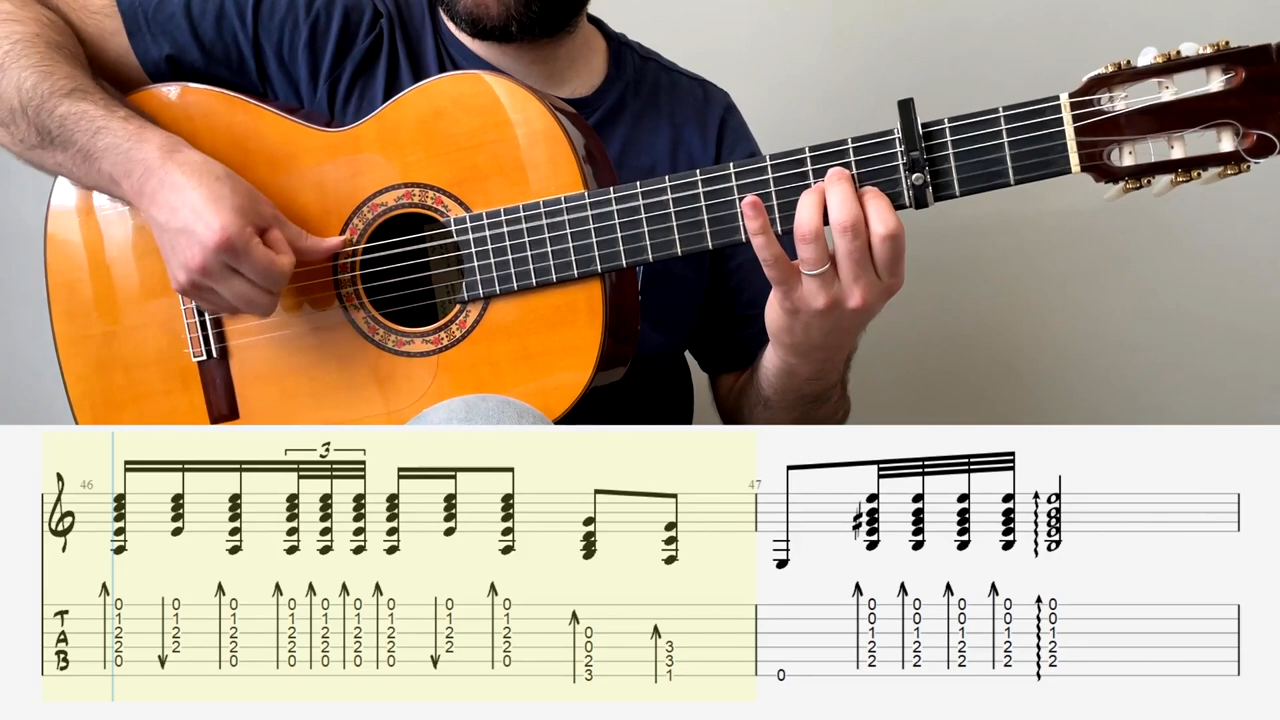 3
46
47
0 0 0 0 0 0 0 0 0 0 0 0 0 0
1 1 1 1 1 1 1 1 1 0 0 0 0 0
T 2 2 2 2 2 2 2 2 2 0 1 1 1 1 1
A 2 2 2 2 2 2 2 2 2 0 3 2 2 2 2 2
B 0 0 0 0 0 0 0 2 3 2 2 2 2 2
3 1 0